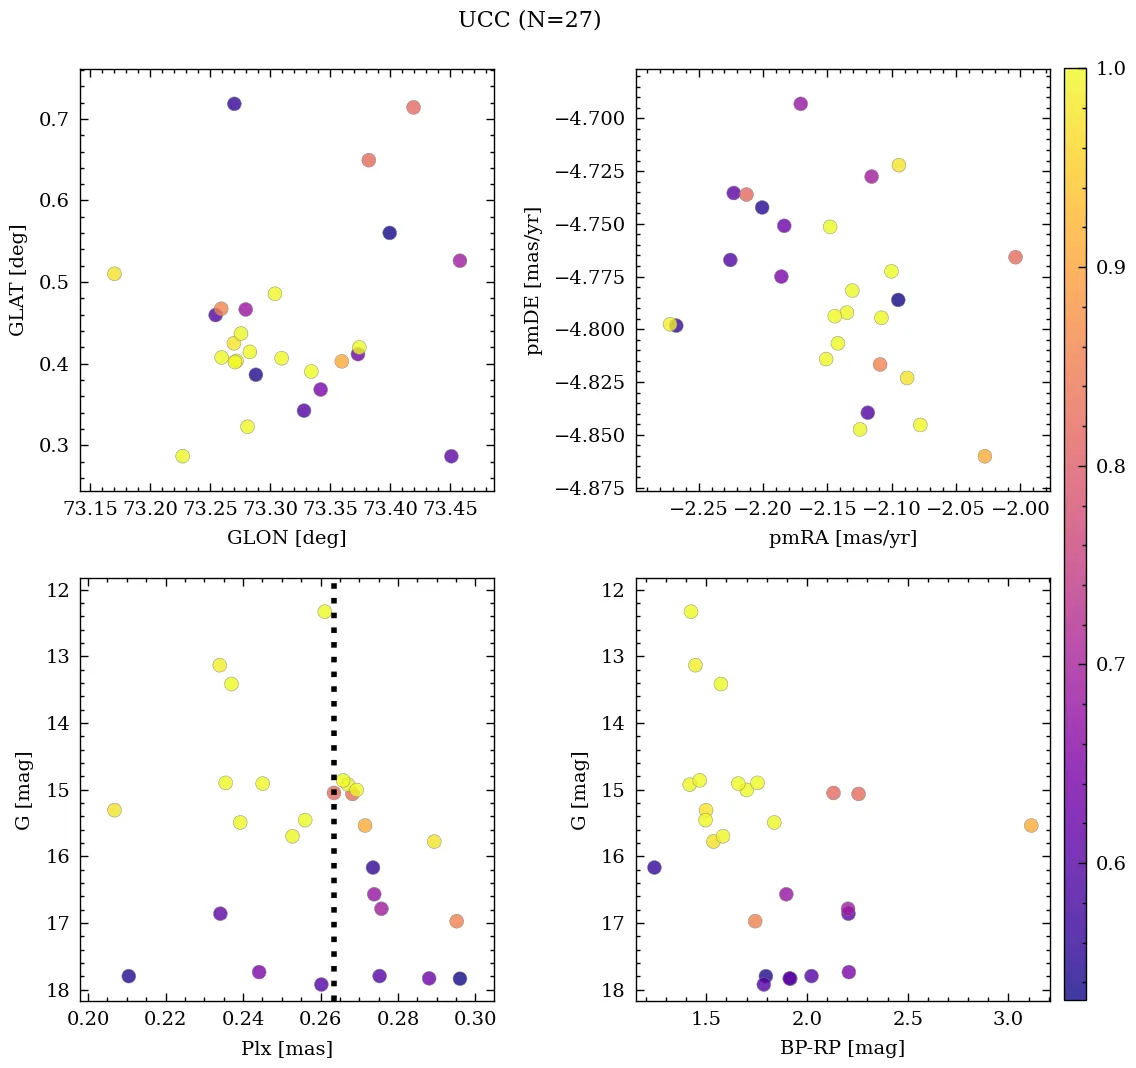 UCC (N=27)
0.7
0.6
0.5
0.4
0.3
GLAT [deg]
73.15 73.20 73.25 73.30 73.35 73.40 73.45
GLON [deg]
−4.700
−4.725
−4.750
−4.775
−4.800
−4.825
−4.850
−4.875
pmDE [mas/yr]
−2.25 −2.20 −2.15 −2.10 −2.05 −2.00
pmRA [mas/yr]
1.0
0.9
0.8
0.7
0.6
12
13
14
15
16
17
18
G [mag]
0.20 0.22 0.24 0.26 0.28 0.30
Plx [mas]
12
13
14
15
16
17
18
G [mag]
1.5 2.0 2.5 3.0
BP-RP [mag]